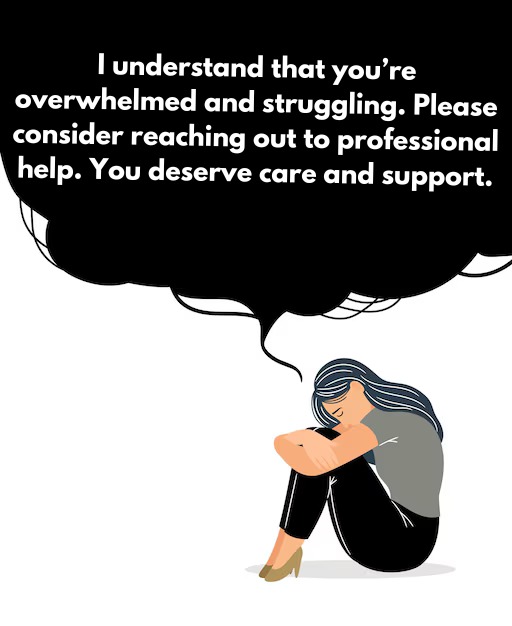 I understand that you’re
overwhelmed and struggling. Please
consider reaching out to professional
help. You deserve care and support.